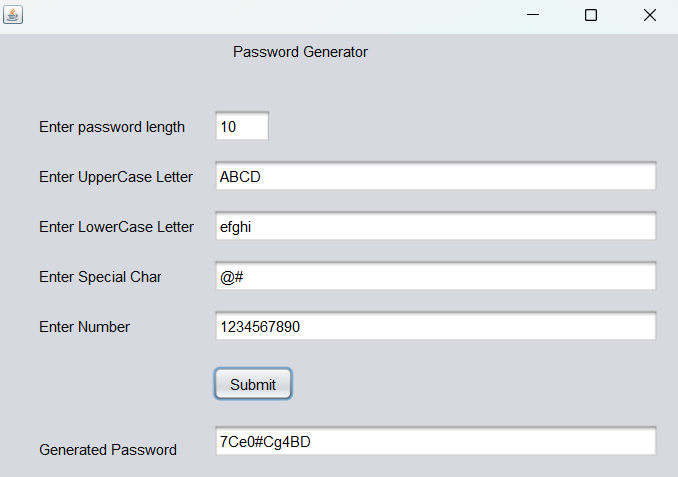 Password Generator
Enter password length 10
Enter UpperCase Letter ABCD
Enter LowerCase Letter efghi
Enter Special Char @#
Enter Number 1234567890
Submit
Generated Password 7Ce0#Cg4BD